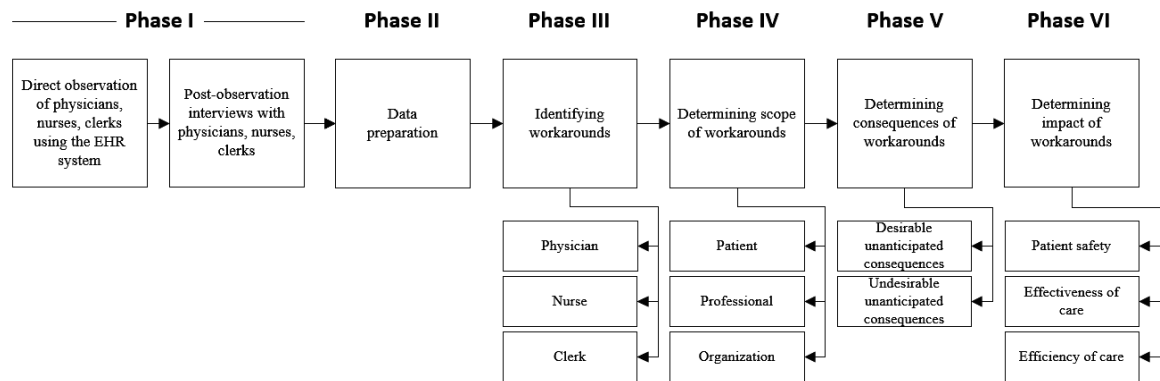 Phase I
Phase II
Phase III
Phase IV
Phase V
Phase VI
Direct observation
of physicians,
nurses, clerks
using the EHR
system
Post-observation
interviews with
physicians, nurses,
clerks
Data
preparation
Identifying
workarounds
Determining scope
of workarounds
Determining
consequences of
workarounds
Determining
impact of
workarounds
Physician
Nurse
Clerk
Patient
Professional
Organization
Desirable
unanticipated
consequences
Undesirable
unanticipated
consequences
Patient safety
Effectiveness of
care
Efficiency of care